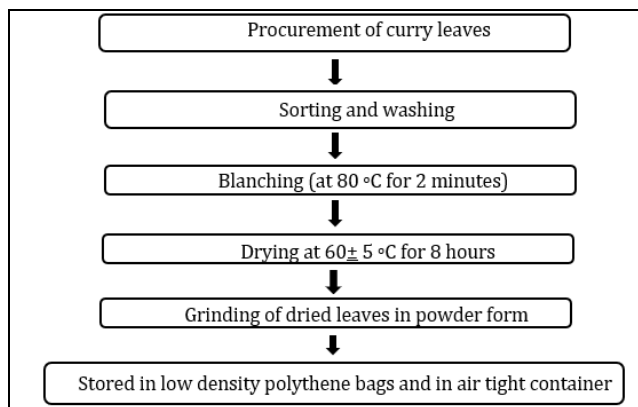 Procurement of curry leaves
Sorting and washing
Blanching (at 80 °C for 2 minutes)
Drying at 60± 5 °C for 8 hours
Grinding of dried leaves in powder form
Stored in low density polythene bags and in air tight container